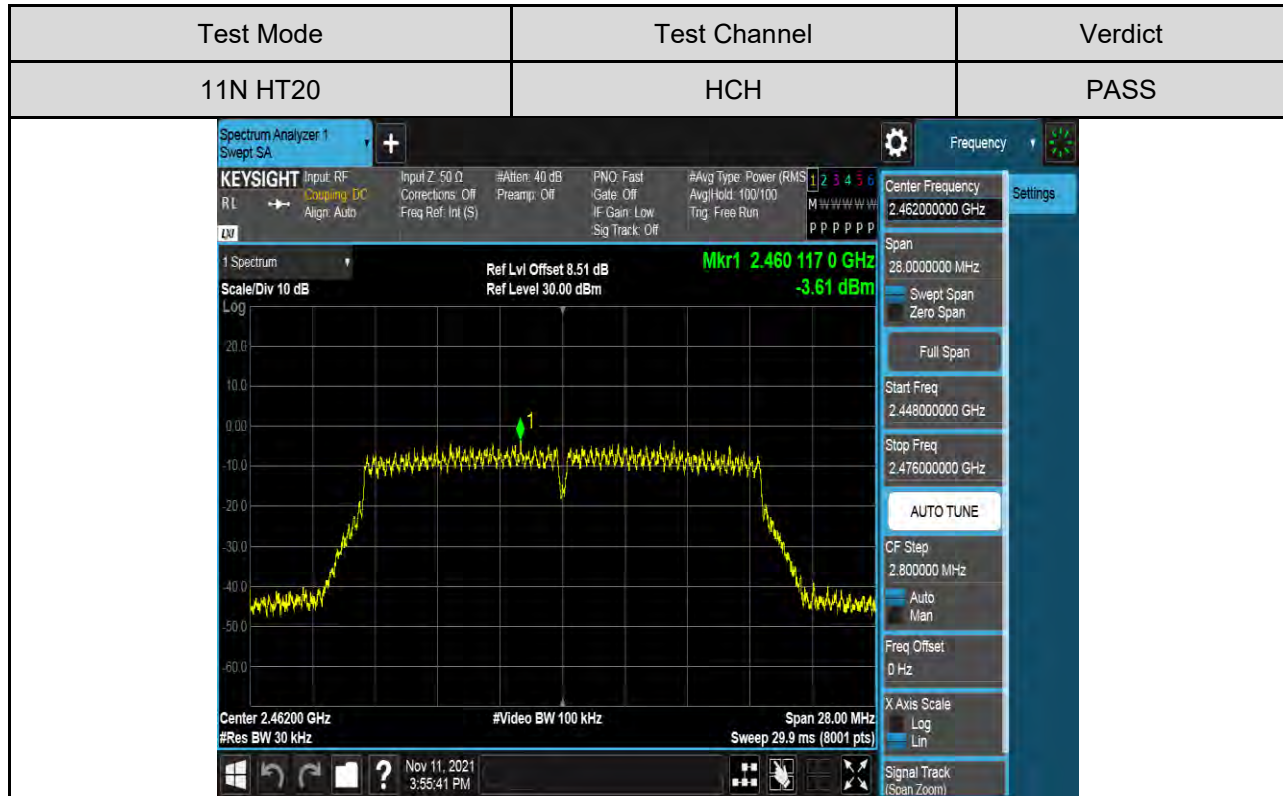 Test Mode Test Channel Verdict
11N HT20 HCH PASS
Spectrum Analyzer 1
Swept SA
+
Frequency
KEYSIGHT Input: RF Input Z: 50 Ω #Atten: 40 dB PNO: Fast #Avg Type: Power (RMS 1 2 3 4 5 6
RL Coupling: DC Corrections: Off Preamp: Off Gate: Off Avg|Hold: 100/100
Align: Auto Freq Ref: Int (S) IF Gain: Low Trig: Free Run M W W W W W
LXI Sig Track: Off P P P P P P
1 Spectrum
Scale/Div 10 dB
Log
Ref Lvl Offset 8.51 dB
Ref Level 30.00 dBm
Mkr1 2.460 117 0 GHz
-3.61 dBm
20.0
10.0
0.00
-10.0
-20.0
-30.0
-40.0
-50.0
-60.0
1
Center 2.46200 GHz #Video BW 100 kHz Span 28.00 MHz
#Res BW 30 kHz Sweep 29.9 ms (8001 pts)
?
Nov 11, 2021
3:55:41 PM
Center Frequency
2.462000000 GHz
Settings
Span
28.0000000 MHz
Swept Span
Zero Span
Full Span
Start Freq
2.448000000 GHz
Stop Freq
2.476000000 GHz
AUTO TUNE
CF Step
2.800000 MHz
Auto
Man
Freq Offset
0 Hz
X Axis Scale
Log
Lin
Signal Track
(Span Zoom)